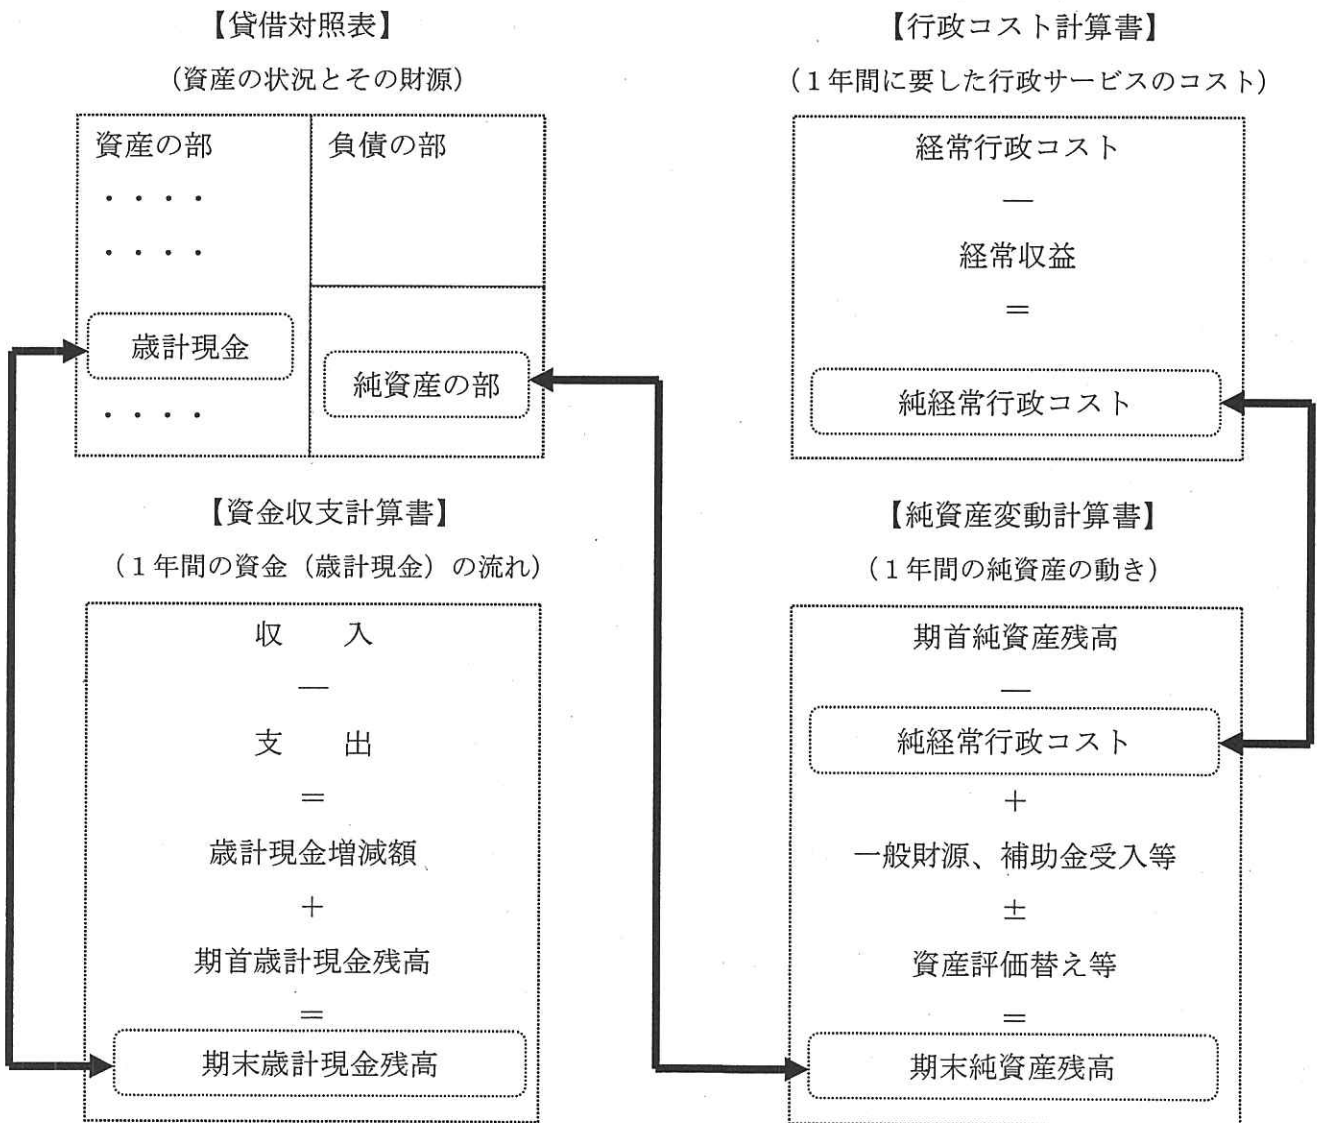 【貸借対照表】
(資産の状況とその財源)
資産の部
・・・・
・・・・
歳計現金
・・・・
負債の部
純資産の部
【行政コスト計算書】
(1年間に要した行政サービスのコスト)
経常行政コスト
―
経常収益
=
純経常行政コスト
【資金収支計算書】
(1年間の資金(歳計現金)の流れ)
収 入
―
支 出
=
歳計現金増減額
+
期首歳計現金残高
=
期末歳計現金残高
【純資産変動計算書】
(1年間の純資産の動き)
期首純資産残高
―
純経常行政コスト
+
一般財源、補助金受入等
±
資産評価替え等
=
期末純資産残高